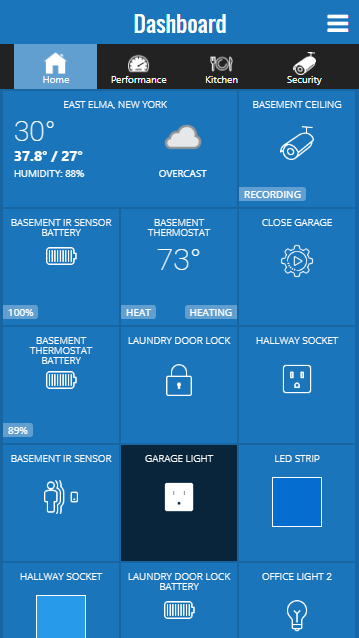 Dashboard
Home
Performance
Kitchen
Security
EAST ELMA, NEW YORK
30°
37.8° / 27°
HUMIDITY: 88%
OVERCAST
BASEMENT CEILING
RECORDING
BASEMENT IR SENSOR
BATTERY
100%
BASEMENT
THERMOSTAT
73°
HEAT
HEATING
CLOSE GARAGE
BASEMENT
THERMOSTAT
BATTERY
89%
LAUNDRY DOOR LOCK
HALLWAY SOCKET
BASEMENT IR SENSOR
GARAGE LIGHT
LED STRIP
HALLWAY SOCKET
LAUNDRY DOOR LOCK
BATTERY
OFFICE LIGHT 2